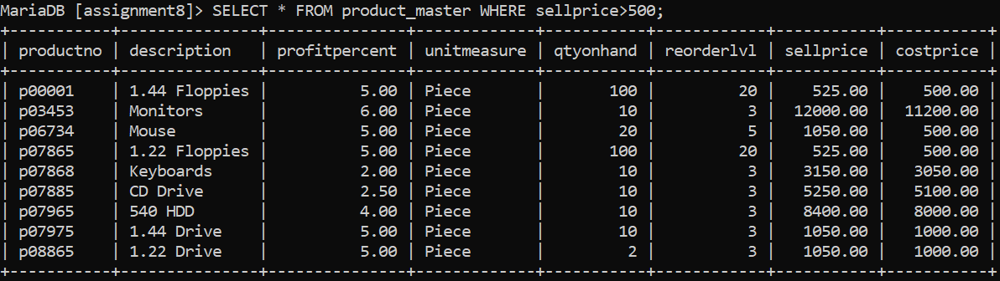 MariaDB [assignment8]> SELECT * FROM product_master WHERE sellprice>500;
+-----------+--------------+---------------+-------------+-----------+------------+-----------+-----------+
| productno | description  | profitpercent | unitmeasure | qtyonhand | reorderlvl | sellprice | costprice |
+-----------+--------------+---------------+-------------+-----------+------------+-----------+-----------+
| p00001    | 1.44 Floppies |          5.00 | Piece       |       100 |         20 |    525.00 |    500.00 |
| p03453    | Monitors     |          6.00 | Piece       |        10 |          3 |  12000.00 |  11200.00 |
| p06734    | Mouse        |          5.00 | Piece       |        20 |          5 |   1050.00 |    500.00 |
| p07865    | 1.22 Floppies |          5.00 | Piece       |       100 |         20 |    525.00 |    500.00 |
| p07868    | Keyboards    |          2.00 | Piece       |        10 |          3 |   3150.00 |   3050.00 |
| p07885    | CD Drive     |          2.50 | Piece       |        10 |          3 |   5250.00 |   5100.00 |
| p07965    | 540 HDD      |          4.00 | Piece       |        10 |          3 |   8400.00 |   8000.00 |
| p07975    | 1.44 Drive   |          5.00 | Piece       |        10 |          3 |   1050.00 |   1000.00 |
| p08865    | 1.22 Drive   |          5.00 | Piece       |         2 |          3 |   1050.00 |   1000.00 |
+-----------+--------------+---------------+-------------+-----------+------------+-----------+-----------+